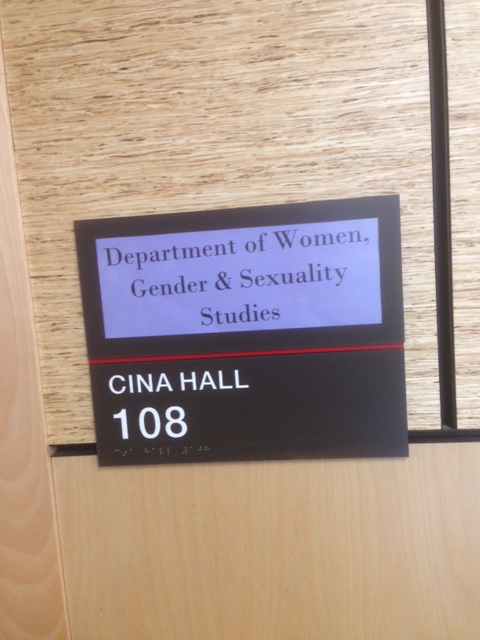 Department of Women,
Gender & Sexuality
Studies
CINA HALL
108